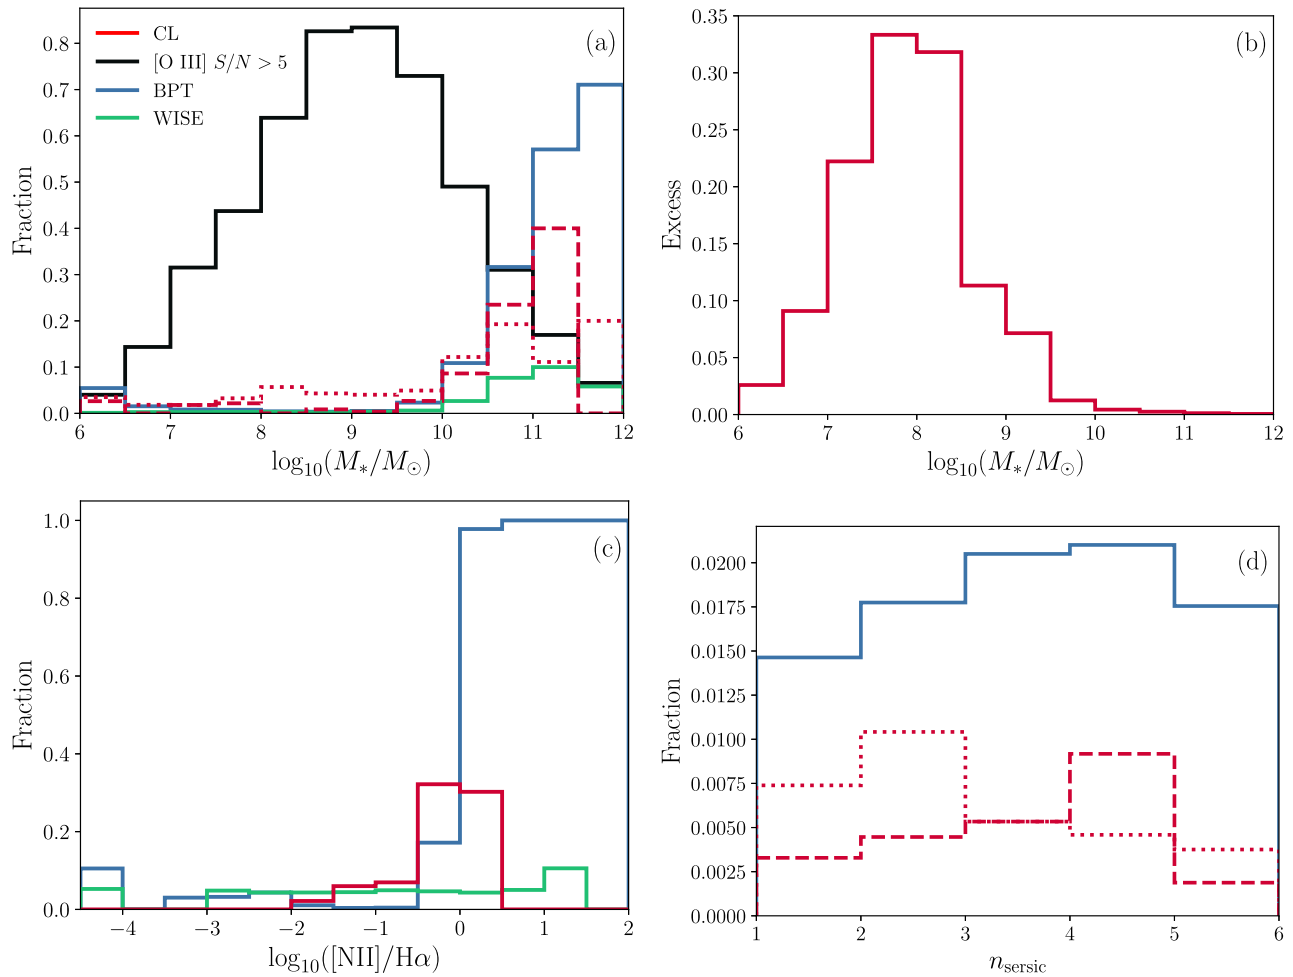 (a)
CL
[O III] S/N > 5
BPT
WISE
0.8
0.7
0.6
0.5
0.4
0.3
0.2
0.1
0.0
Fraction
6 7 8 9 10 11 12
log₁₀(M*/M⊙)
(b)
0.35
0.30
0.25
0.20
0.15
0.10
0.05
0.00
Excess
6 7 8 9 10 11 12
log₁₀(M*/M⊙)
(c)
1.0
0.8
0.6
0.4
0.2
0.0
Fraction
−4 −3 −2 −1 0 1 2
log₁₀([NII]/Hα)
(d)
0.0200
0.0175
0.0150
0.0125
0.0100
0.0075
0.0050
0.0025
0.0000
Fraction
1 2 3 4 5 6
n_sersic